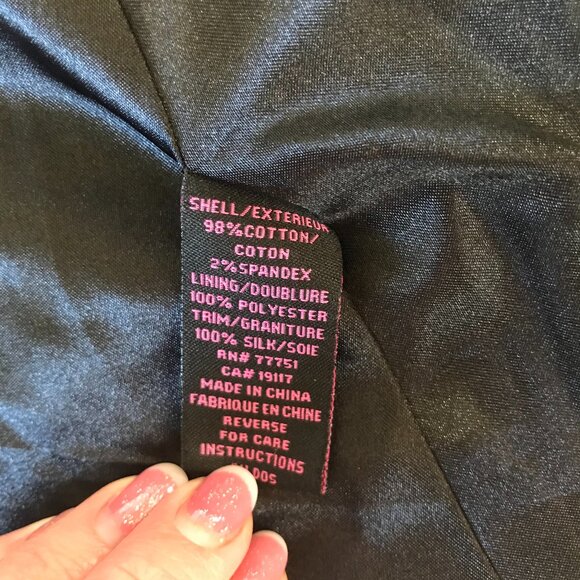 SHELL/EXTERIEUR
98%COTTON/
COTON
2%SPANDEX
LINING/DOUBLURE
100% POLYESTER
TRIM/GRANITURE
100% SILK/SOIE
RN# 77751
CA# 19117
MADE IN CHINA
FABRIQUE EN CHINE
REVERSE
FOR CARE
INSTRUCTIONS
DOS